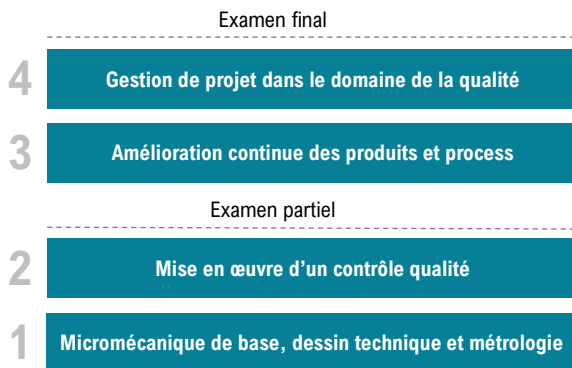 Examen final
4 Gestion de projet dans le domaine de la qualité
3 Amélioration continue des produits et process
Examen partiel
2 Mise en œuvre d’un contrôle qualité
1 Micromécanique de base, dessin technique et métrologie